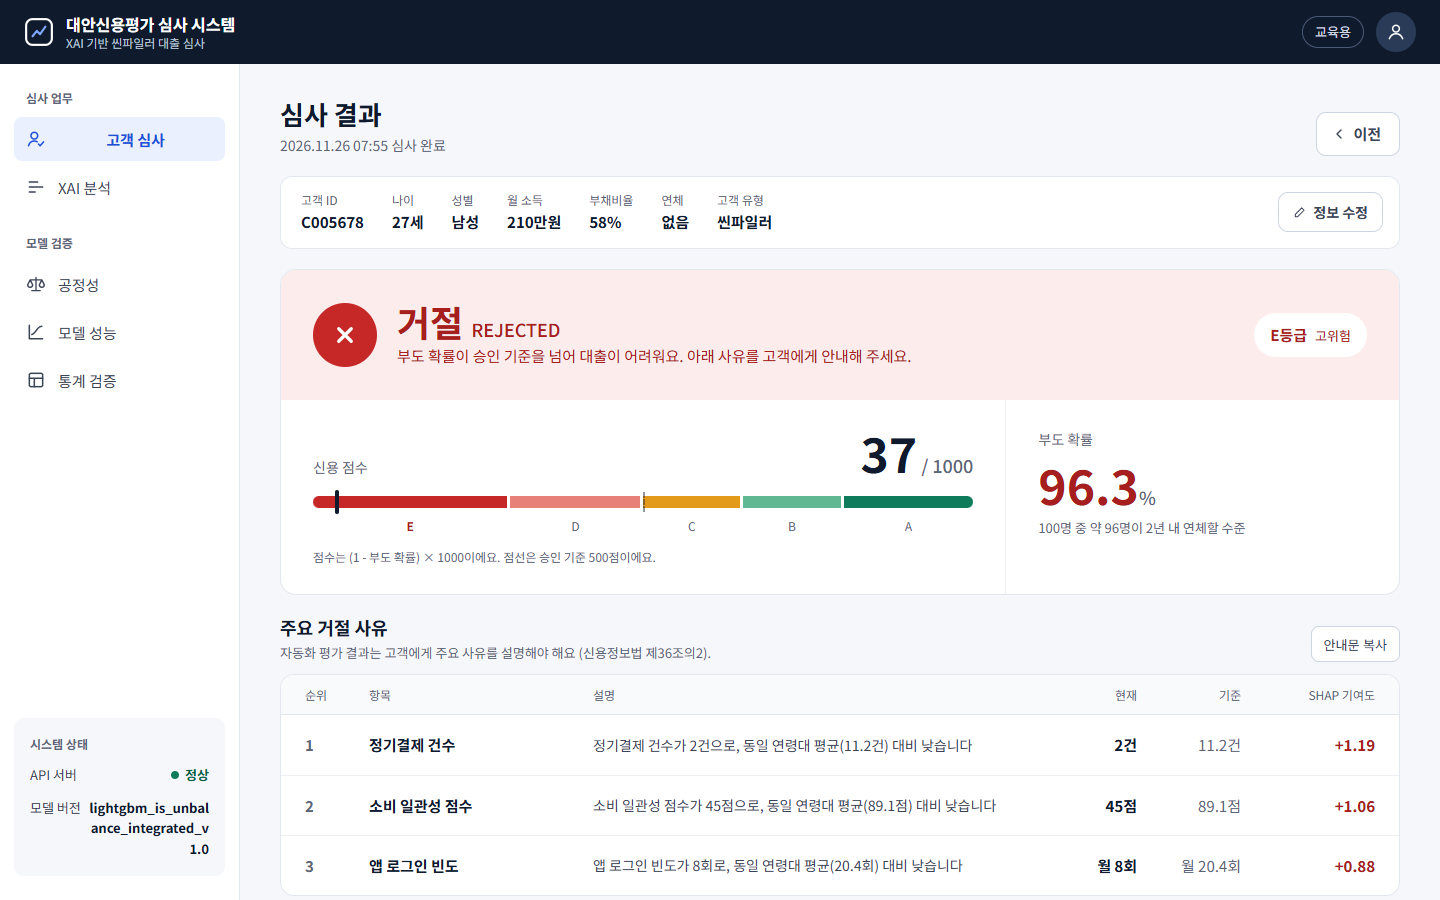 대안신용평가 심사 시스템
XAI 기반 씬파일러 대출 심사
교육용
심사 업무
고객 심사
XAI 분석
모델 검증
공정성
모델 성능
통계 검증
시스템 상태
API 서버
정상
모델 버전
lightgbm_is_unbal
ance_integrated_v
1.0
심사 결과
2026.11.26 07:55 심사 완료
이전
고객 ID 나이 성별 월 소득 부채비율 연체 고객 유형
C005678 27세 남성 210만원 58% 없음 씬파일러
정보 수정
거절 REJECTED
부도 확률이 승인 기준을 넘어 대출이 어려워요. 아래 사유를 고객에게 안내해 주세요.
E등급 고위험
신용 점수
37 / 1000
E D C B A
점수는 (1 - 부도 확률) × 1000이에요. 점선은 승인 기준 500점이에요.
부도 확률
96.3%
100명 중 약 96명이 2년 내 연체할 수준
주요 거절 사유
자동화 평가 결과는 고객에게 주요 사유를 설명해야 해요 (신용정보법 제36조의2).
안내문 복사
순위 항목 설명 현재 기준 SHAP 기여도
1 정기결제 건수 정기결제 건수가 2건으로, 동일 연령대 평균(11.2건) 대비 낮습니다 2건 11.2건 +1.19
2 소비 일관성 점수 소비 일관성 점수가 45점으로, 동일 연령대 평균(89.1점) 대비 낮습니다 45점 89.1점 +1.06
3 앱 로그인 빈도 앱 로그인 빈도가 8회로, 동일 연령대 평균(20.4회) 대비 낮습니다 월 8회 월 20.4회 +0.88